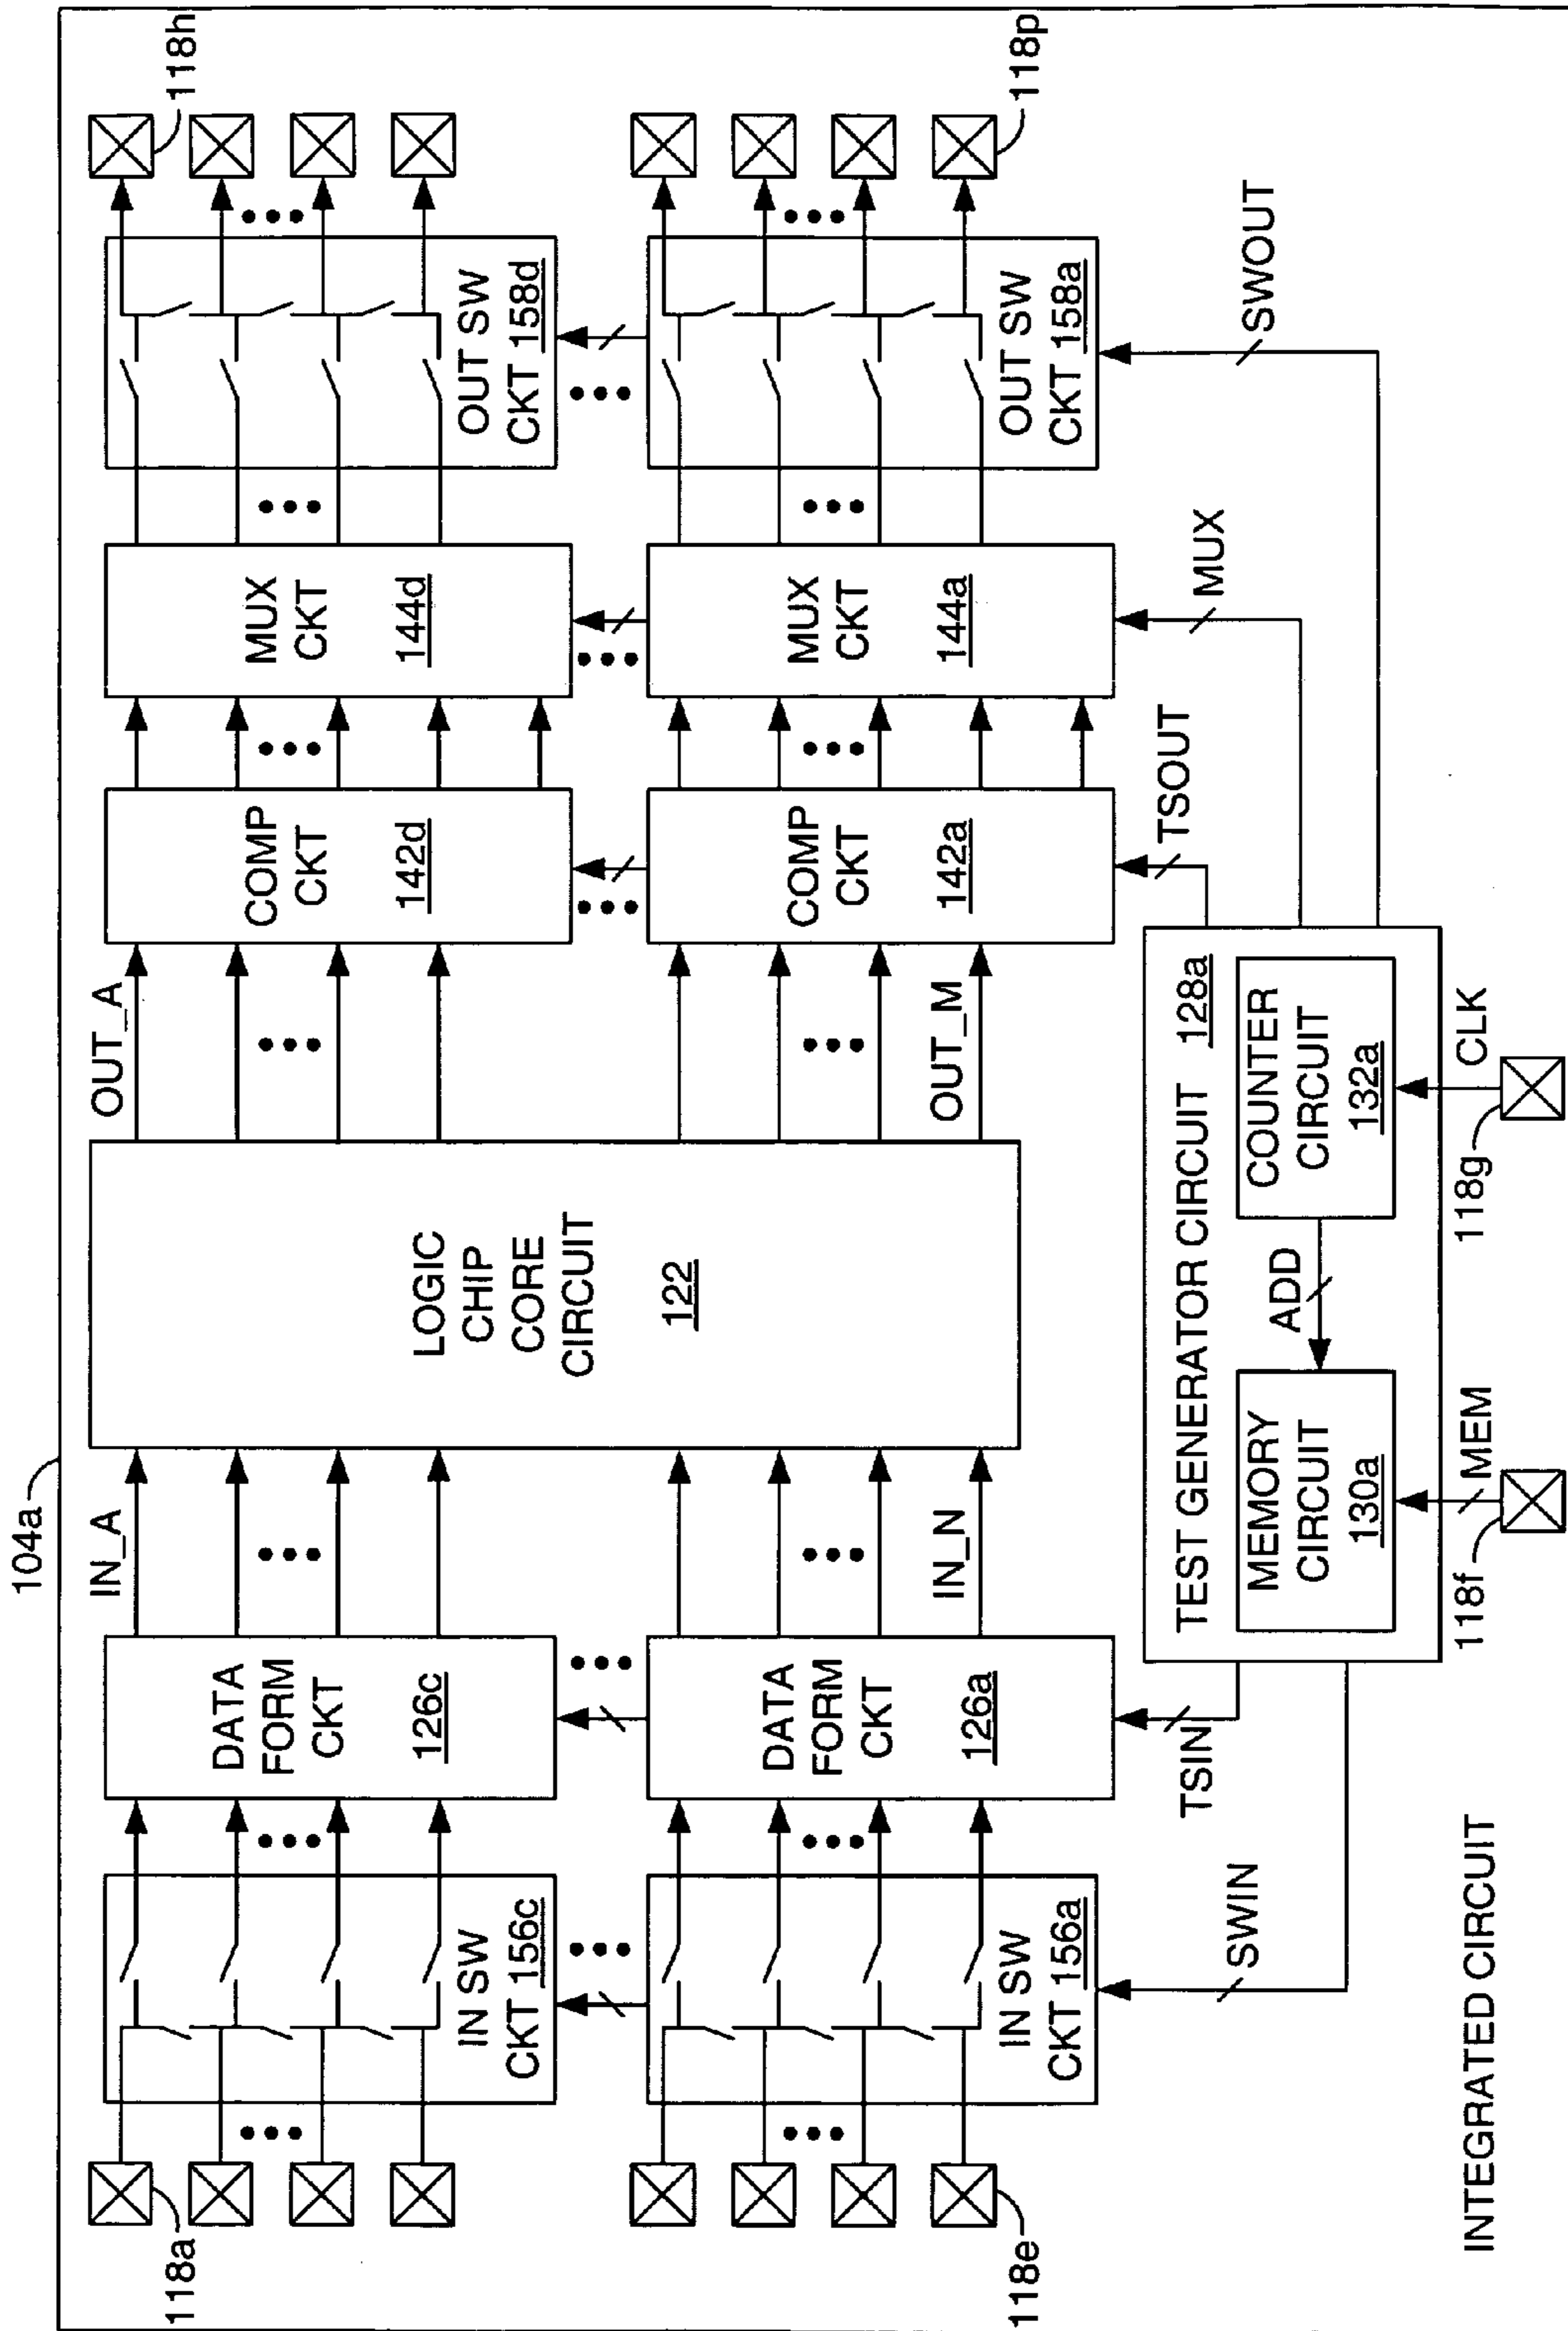 104a
118a
118e
IN SW
CKT 156c
IN SW
CKT 156a
DATA
FORM
CKT
126c
DATA
FORM
CKT
126a
IN_A
IN_N
LOGIC
CHIP
CORE
CIRCUIT
122
OUT_A
OUT_M
COMP
CKT
142d
COMP
CKT
142a
MUX
CKT
144d
MUX
CKT
144a
OUT SW
CKT 158d
OUT SW
CKT 158a
118h
118p
SWIN
TSIN
TSOUT
MUX
SWOUT
TEST GENERATOR CIRCUIT 128a
MEMORY
CIRCUIT
130a
ADD
COUNTER
CIRCUIT
132a
118f
MEM
118g
CLK
INTEGRATED CIRCUIT